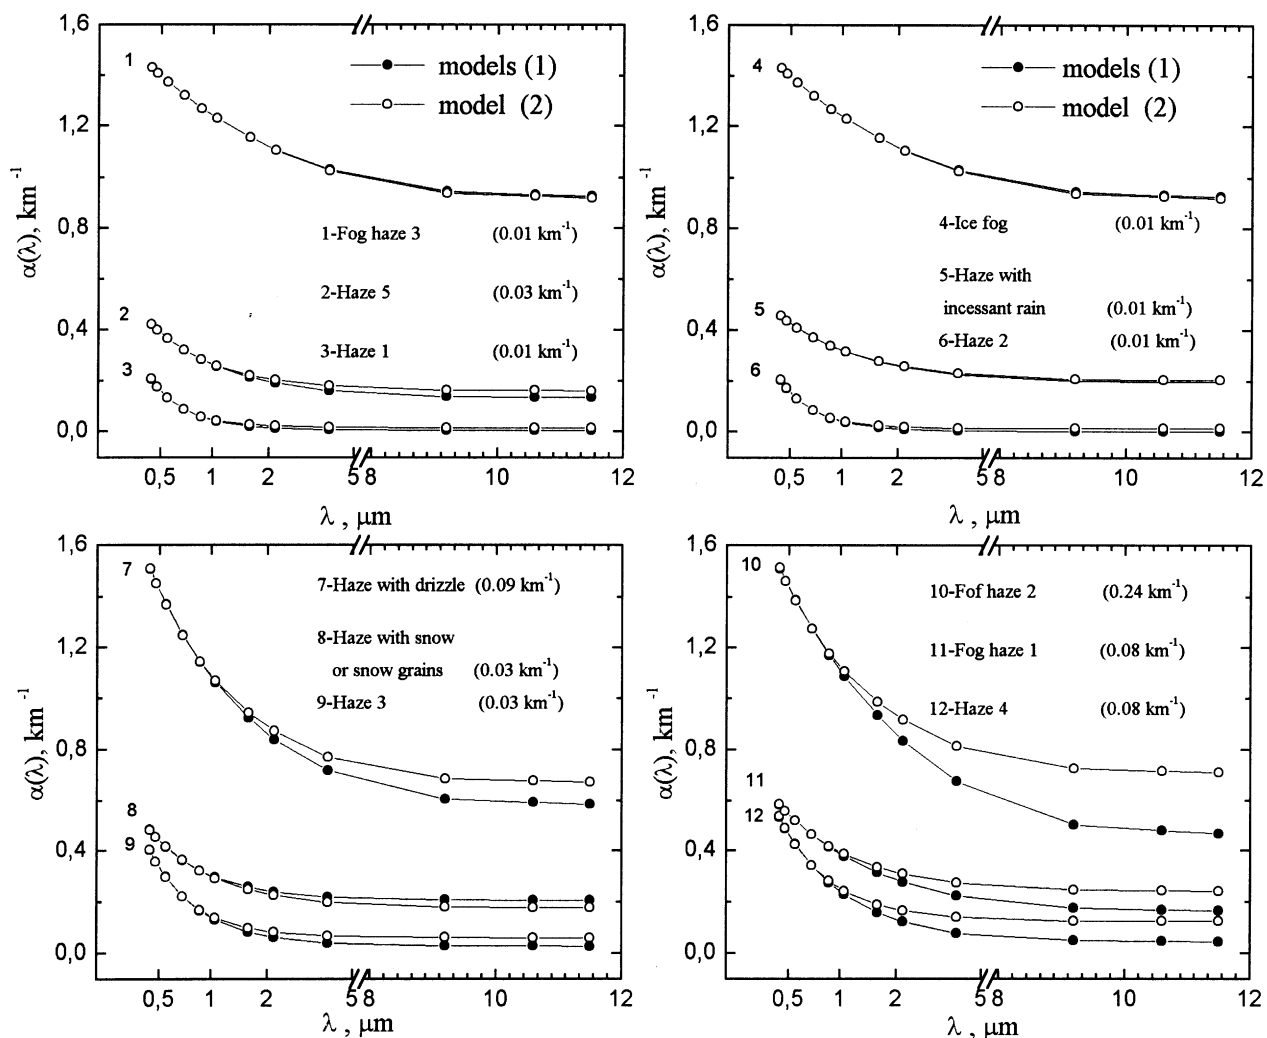 1,6
1,2
0,8
0,4
0,0
α(λ), km⁻¹
1
2
3
models (1)
model (2)
1-Fog haze 3 (0.01 km⁻¹)
2-Haze 5 (0.03 km⁻¹)
3-Haze 1 (0.01 km⁻¹)
0,5 1 2 5 8 10 12
λ , μm
1,6
1,2
0,8
0,4
0,0
α(λ), km⁻¹
4
5
6
models (1)
model (2)
4-Ice fog (0.01 km⁻¹)
5-Haze with
incessant rain (0.01 km⁻¹)
6-Haze 2 (0.01 km⁻¹)
0,5 1 2 5 8 10 12
λ , μm
1,6
1,2
0,8
0,4
0,0
α(λ), km⁻¹
7
8
9
7-Haze with drizzle (0.09 km⁻¹)
8-Haze with snow
or snow grains (0.03 km⁻¹)
9-Haze 3 (0.03 km⁻¹)
0,5 1 2 5 8 10 12
λ , μm
1,6
1,2
0,8
0,4
0,0
α(λ), km⁻¹
10
11
12
10-Fof haze 2 (0.24 km⁻¹)
11-Fog haze 1 (0.08 km⁻¹)
12-Haze 4 (0.08 km⁻¹)
0,5 1 2 5 8 10 12
λ , μm